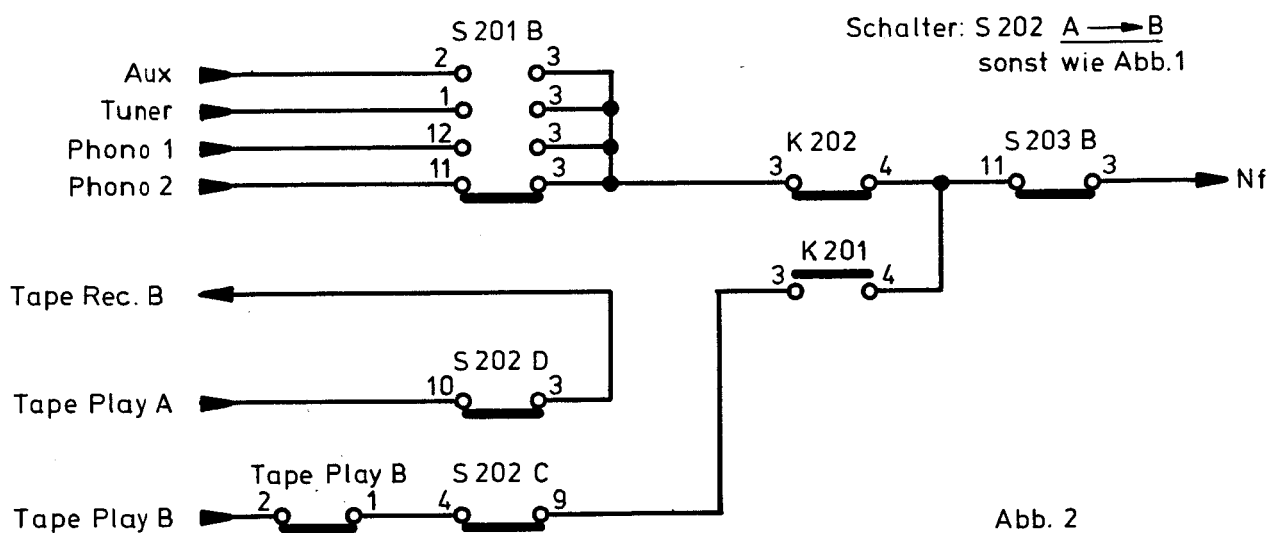 S 201 B
Schalter: S 202 A → B
sonst wie Abb.1
Aux 2 3
Tuner 1 3
Phono 1 12 3
Phono 2 11 3
K 202
3 4
S 203 B
11 3
Nf
K 201
3 4
Tape Rec. B
S 202 D
Tape Play A 10 3
Tape Play B
S 202 C
Tape Play B 2 1 4 9
Abb. 2